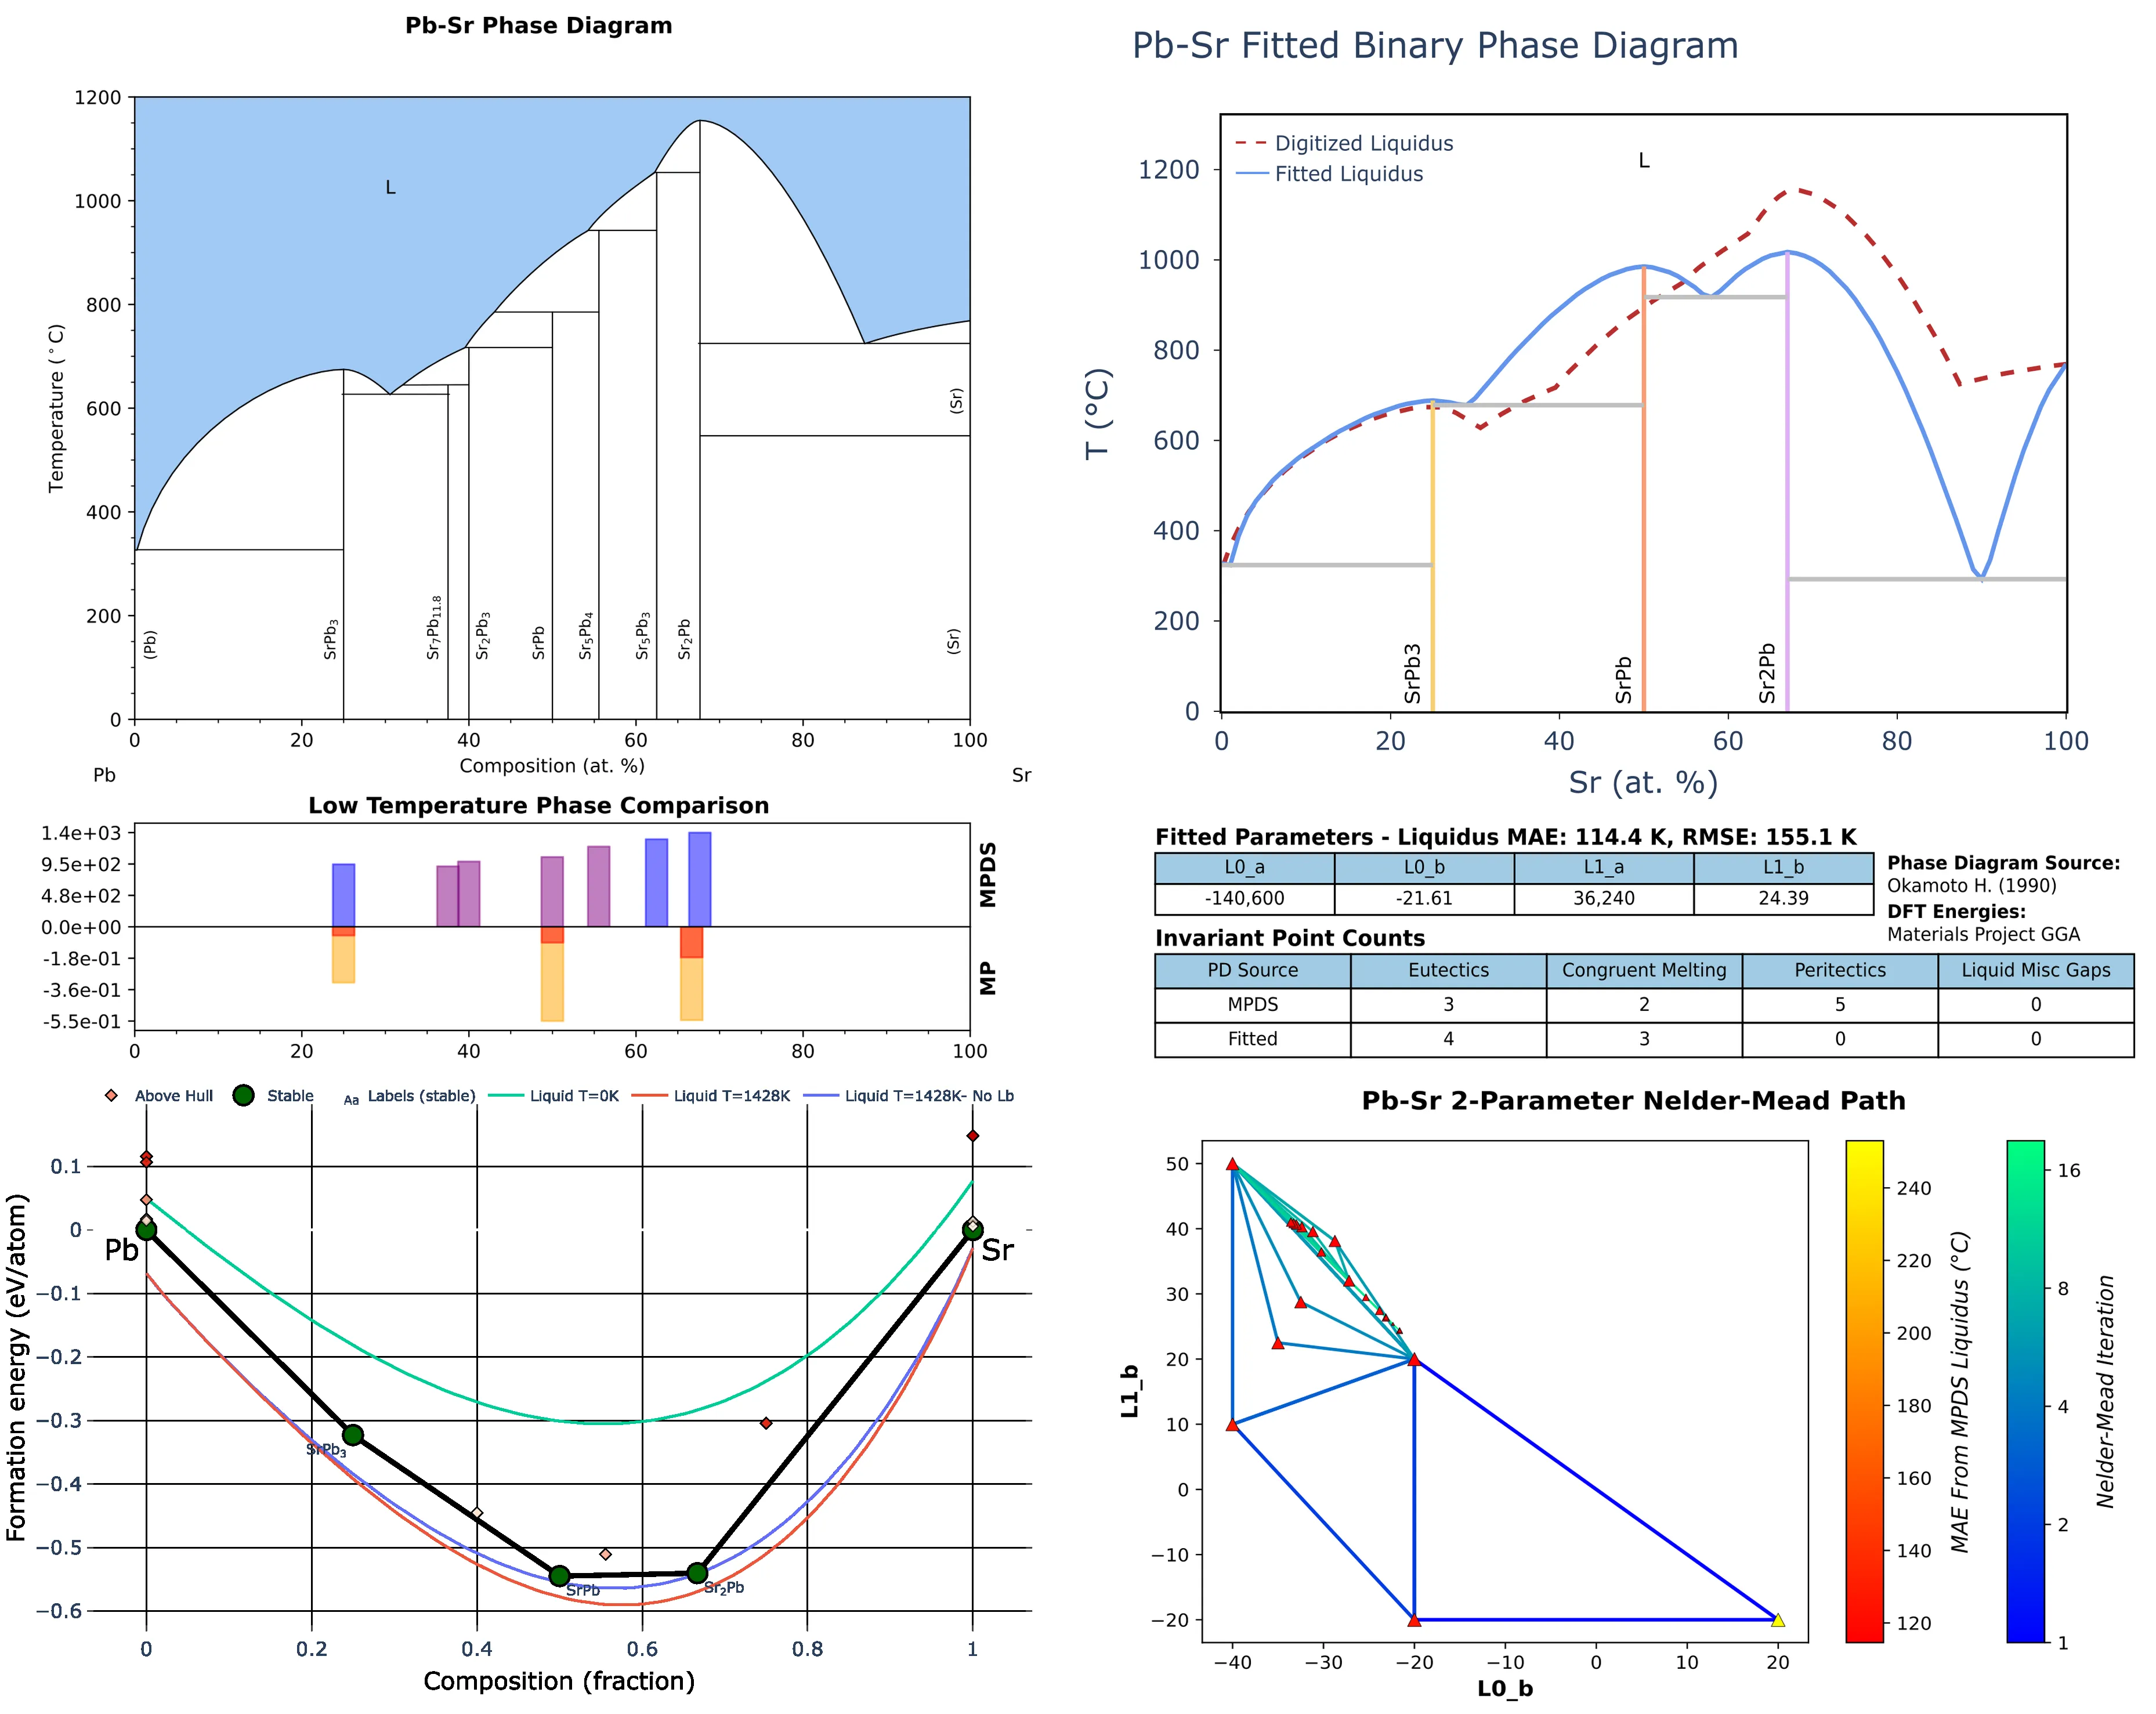 Pb-Sr Phase Diagram
1200
1000
800
600
400
200
0
Temperature (°C)
L
(Pb)
SrPb3
Sr7Pb11.8
Sr2Pb3
SrPb
Sr5Pb4
Sr5Pb3
Sr2Pb
(Sr)
(Sr)
0 20 40 60 80 100
Composition (at. %)
Pb Sr
Pb-Sr Fitted Binary Phase Diagram
Digitized Liquidus
Fitted Liquidus
L
1200
1000
800
600
400
200
0
T (°C)
SrPb3
SrPb
Sr2Pb
0 20 40 60 80 100
Sr (at. %)
Low Temperature Phase Comparison
1.4e+03
9.5e+02
4.8e+02
0.0e+00
-1.8e-01
-3.6e-01
-5.5e-01
MPDS
MP
0 20 40 60 80 100
Fitted Parameters - Liquidus MAE: 114.4 K, RMSE: 155.1 K
L0_a L0_b L1_a L1_b
-140,600 -21.61 36,240 24.39
Phase Diagram Source:
Okamoto H. (1990)
DFT Energies:
Materials Project GGA
Invariant Point Counts
PD Source Eutectics Congruent Melting Peritectics Liquid Misc Gaps
MPDS 3 2 5 0
Fitted 4 3 0 0
Above Hull Stable Aa Labels (stable) Liquid T=0K Liquid T=1428K Liquid T=1428K- No Lb
0.1
0
−0.1
−0.2
−0.3
−0.4
−0.5
−0.6
Formation energy (eV/atom)
Pb
Sr
SrPb3
SrPb
Sr2Pb
0 0.2 0.4 0.6 0.8 1
Composition (fraction)
Pb-Sr 2-Parameter Nelder-Mead Path
50
40
30
20
10
0
−10
−20
L1_b
−40 −30 −20 −10 0 10 20
L0_b
240
220
200
180
160
140
120
MAE From MPDS Liquidus (°C)
16
8
4
2
1
Nelder-Mead Iteration